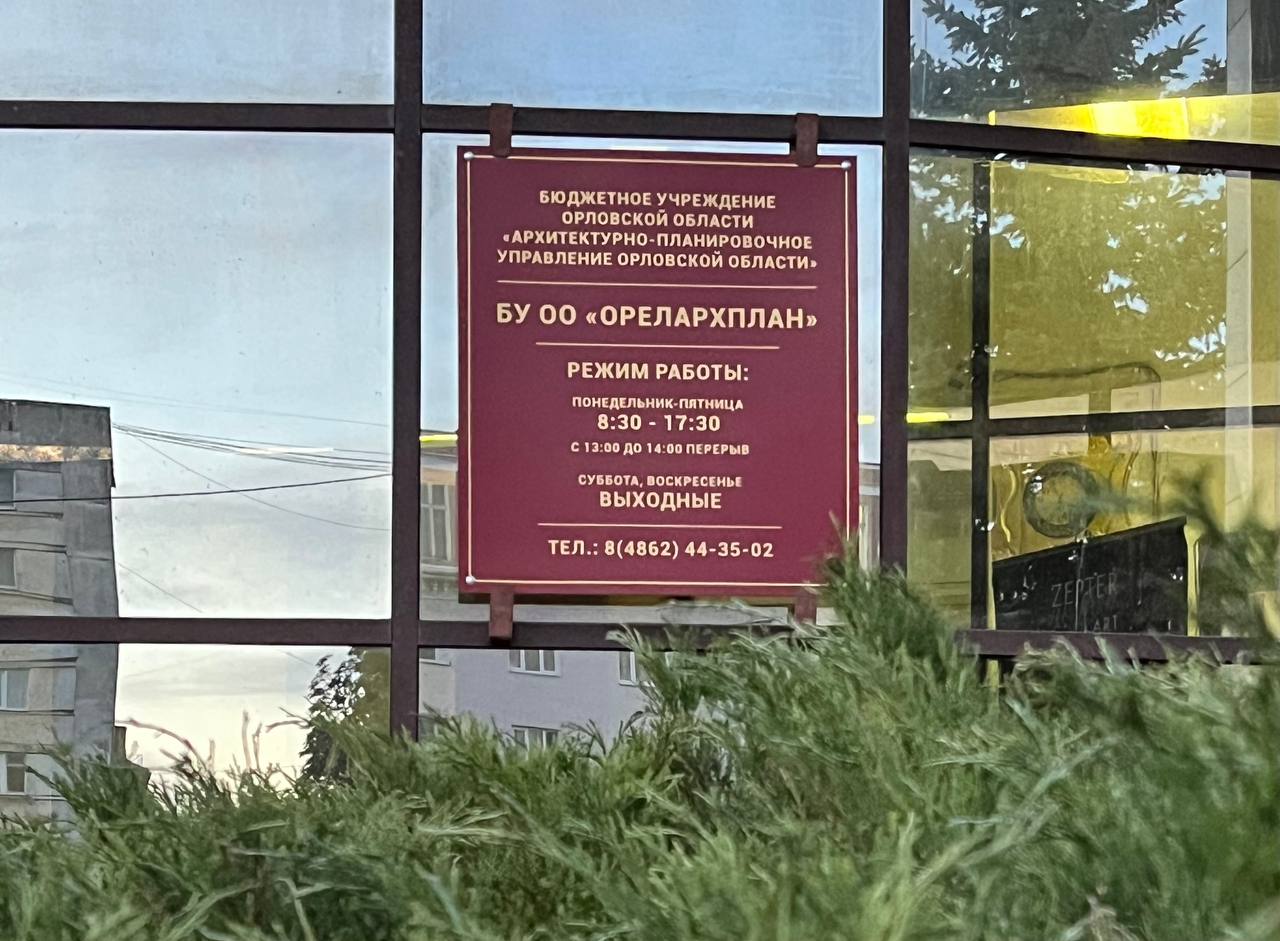 БЮДЖЕТНОЕ УЧРЕЖДЕНИЕ
ОРЛОВСКОЙ ОБЛАСТИ
«АРХИТЕКТУРНО-ПЛАНИРОВОЧНОЕ
УПРАВЛЕНИЕ ОРЛОВСКОЙ ОБЛАСТИ»
БУ ОО «ОРЕЛАРХПЛАН»
РЕЖИМ РАБОТЫ:
ПОНЕДЕЛЬНИК-ПЯТНИЦА
8:30 - 17:30
С 13:00 ДО 14:00 ПЕРЕРЫВ
СУББОТА, ВОСКРЕСЕНЬЕ
ВЫХОДНЫЕ
ТЕЛ.: 8(4862) 44-35-02
ZEPTER